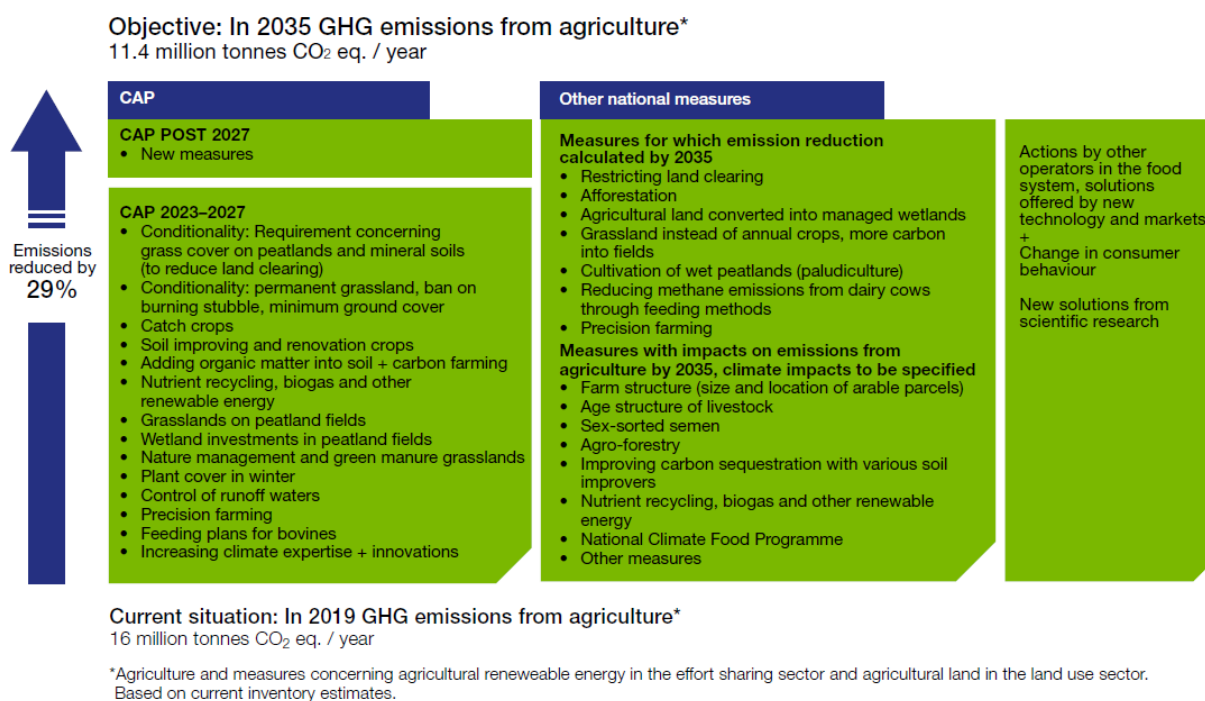 Objective: In 2035 GHG emissions from agriculture*
11.4 million tonnes CO₂ eq. / year
Emissions
reduced by
29%
CAP
CAP POST 2027
• New measures
CAP 2023–2027
• Conditionality: Requirement concerning
grass cover on peatlands and mineral soils
(to reduce land clearing)
• Conditionality: permanent grassland, ban on
burning stubble, minimum ground cover
• Catch crops
• Soil improving and renovation crops
• Adding organic matter into soil + carbon farming
• Nutrient recycling, biogas and other
renewable energy
• Grasslands on peatland fields
• Wetland investments in peatland fields
• Nature management and green manure grasslands
• Plant cover in winter
• Control of runoff waters
• Precision farming
• Feeding plans for bovines
• Increasing climate expertise + innovations
Other national measures
Measures for which emission reduction
calculated by 2035
• Restricting land clearing
• Afforestation
• Agricultural land converted into managed wetlands
• Grassland instead of annual crops, more carbon
into fields
• Cultivation of wet peatlands (paludiculture)
• Reducing methane emissions from dairy cows
through feeding methods
• Precision farming
Measures with impacts on emissions from
agriculture by 2035, climate impacts to be specified
• Farm structure (size and location of arable parcels)
• Age structure of livestock
• Sex-sorted semen
• Agro-forestry
• Improving carbon sequestration with various soil
improvers
• Nutrient recycling, biogas and other renewable
energy
• National Climate Food Programme
• Other measures
Actions by other
operators in the food
system, solutions
offered by new
technology and markets
+
Change in consumer
behaviour
New solutions from
scientific research
Current situation: In 2019 GHG emissions from agriculture*
16 million tonnes CO₂ eq. / year
*Agriculture and measures concerning agricultural reneweable energy in the effort sharing sector and agricultural land in the land use sector.
Based on current inventory estimates.